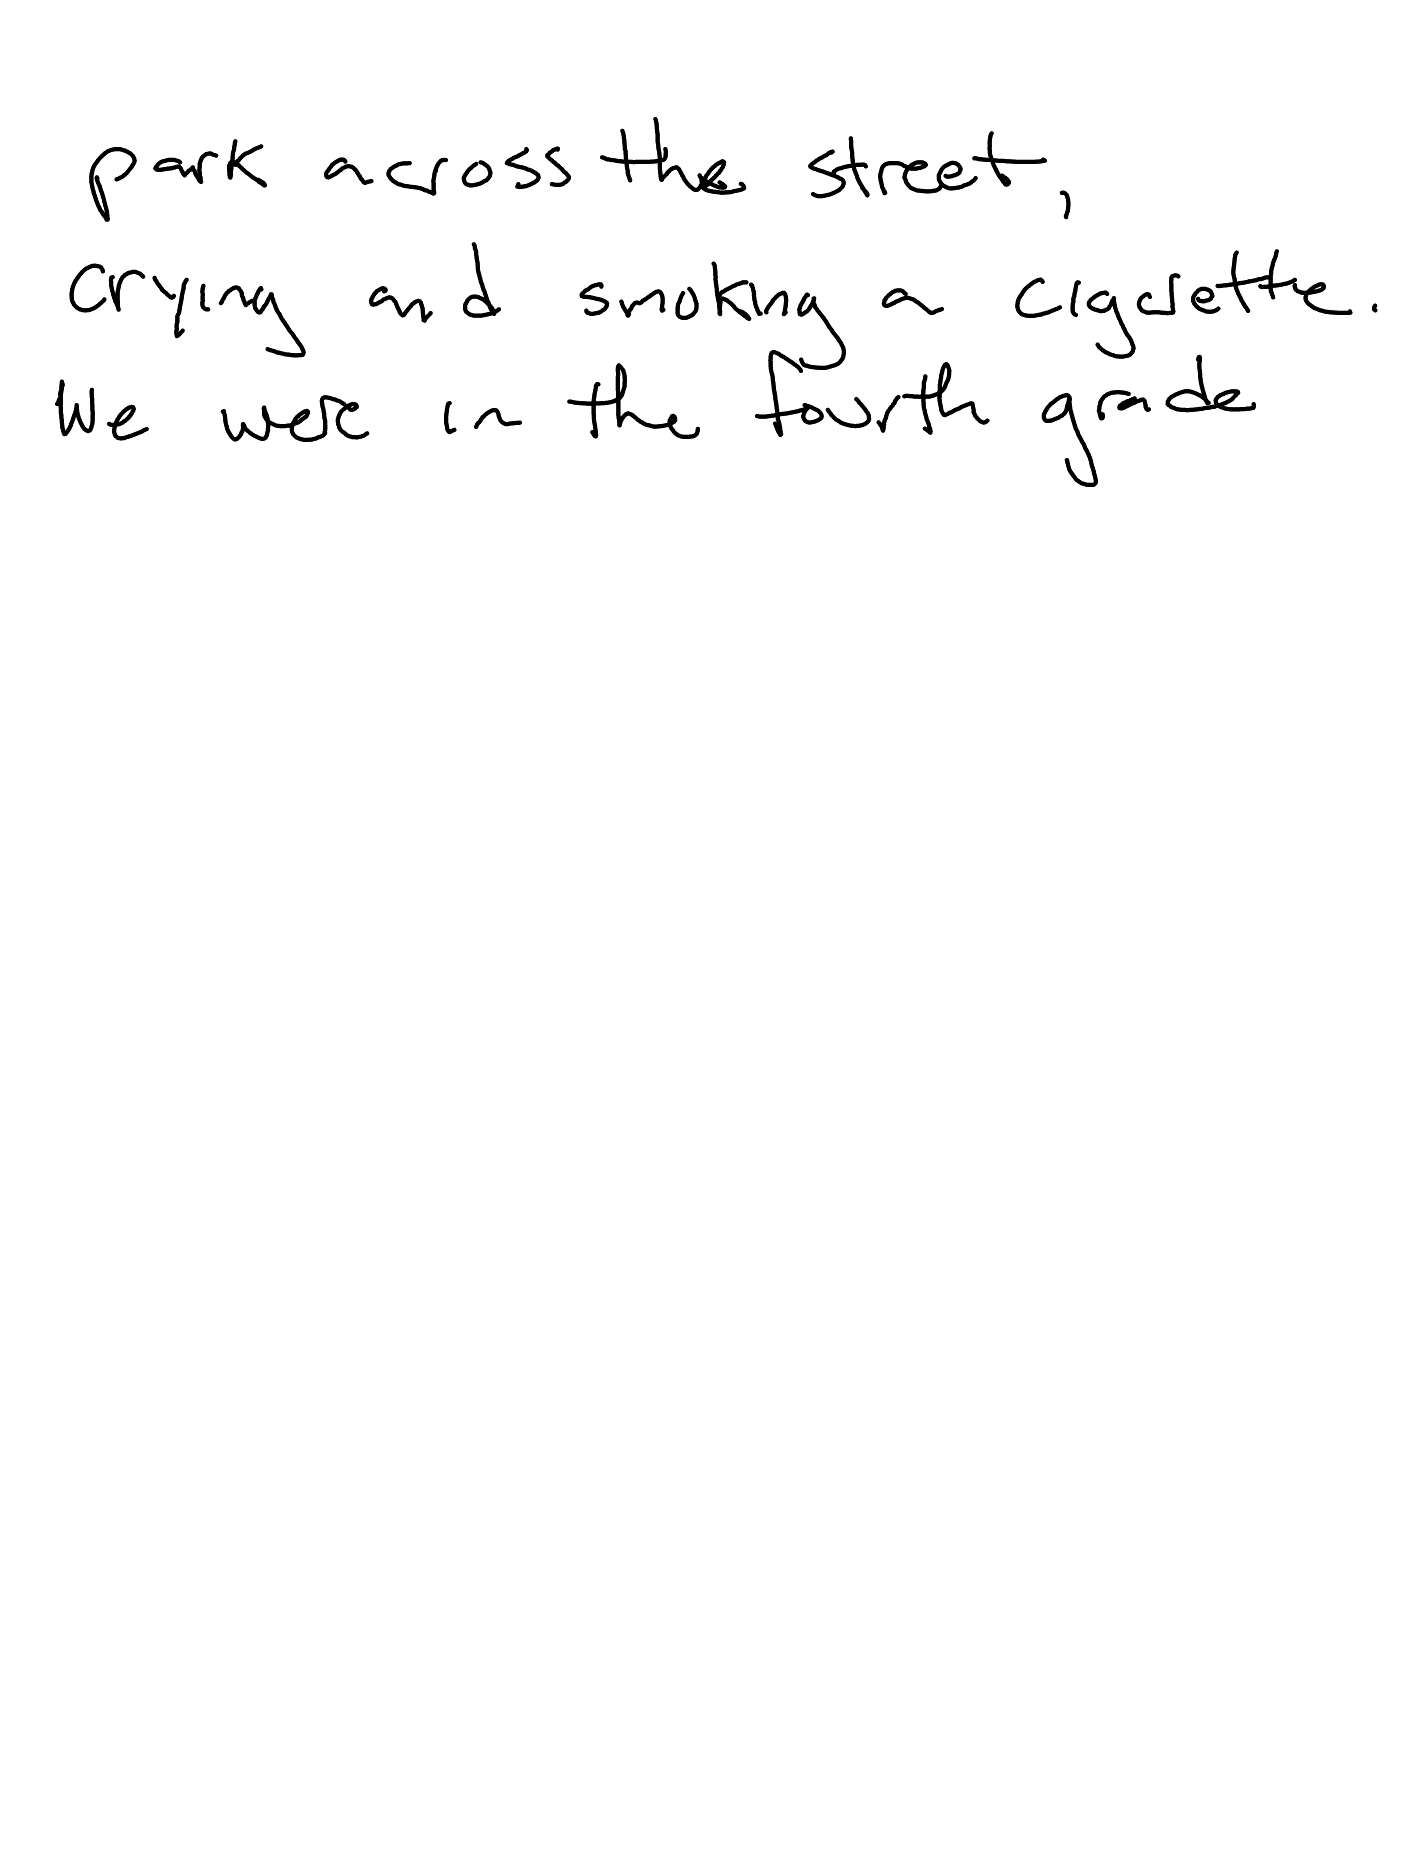 park across the street,
crying and smoking a cigarette.
We were in the fourth grade